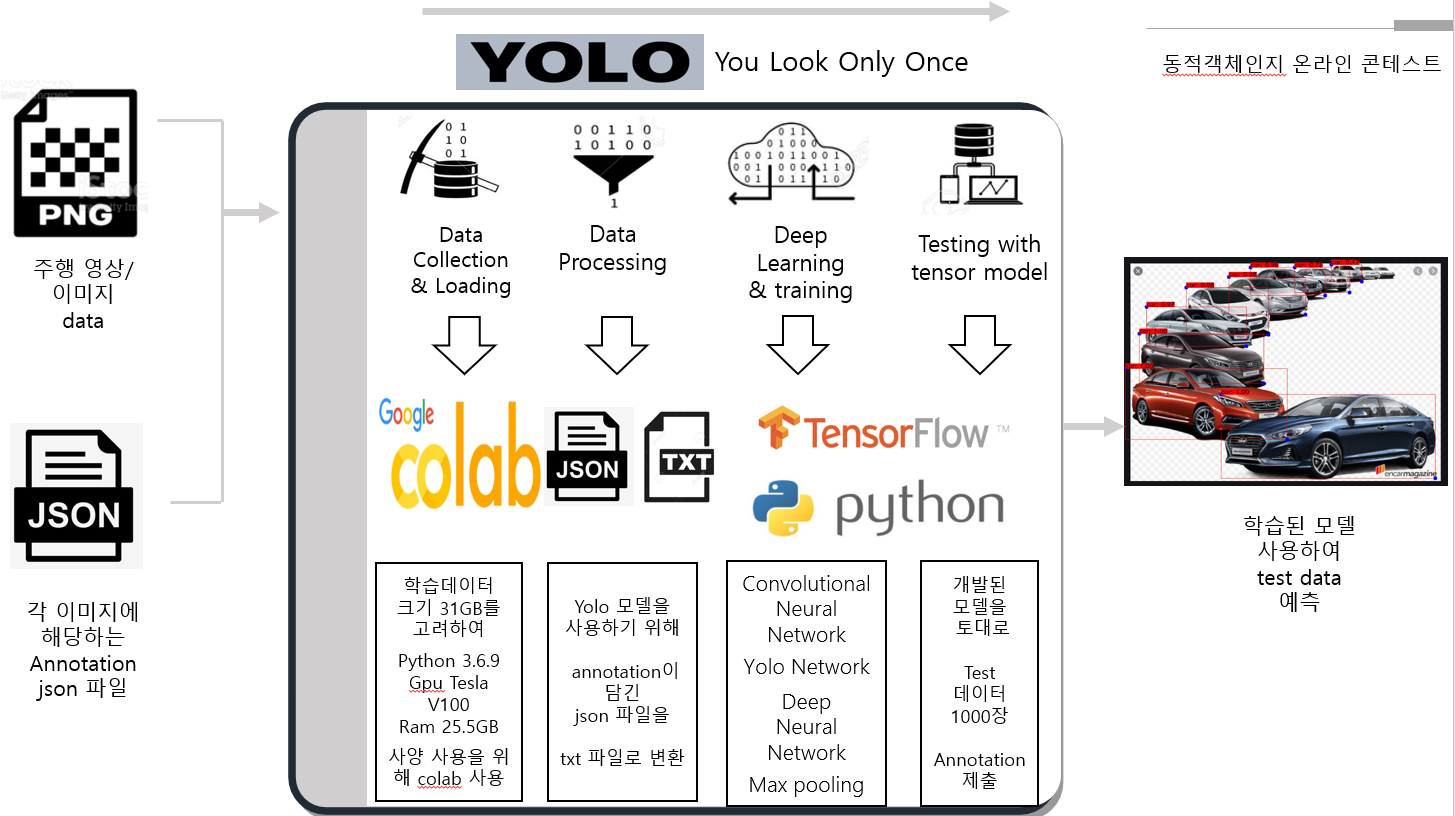 YOLO You Look Only Once
동적객체인지 온라인 콘테스트
PNG
주행 영상/
이미지
data
JSON
각 이미지에
해당하는
Annotation
json 파일
Data
Collection
& Loading
Data
Processing
Deep
Learning
& training
Testing with
tensor model
Google
colab
JSON
TXT
TensorFlow TM
python
학습데이터
크기 31GB를
고려하여
Python 3.6.9
Gpu Tesla
V100
Ram 25.5GB
사양 사용을 위
해 colab 사용
Yolo 모델을
사용하기 위해
annotation이
담긴
json 파일을
txt 파일로 변환
Convolutional
Neural
Network
Yolo Network
Deep
Neural
Network
Max pooling
개발된
모델을
토대로
Test
데이터
1000장
Annotation
제출
encarmagazine
학습된 모델
사용하여
test data
예측